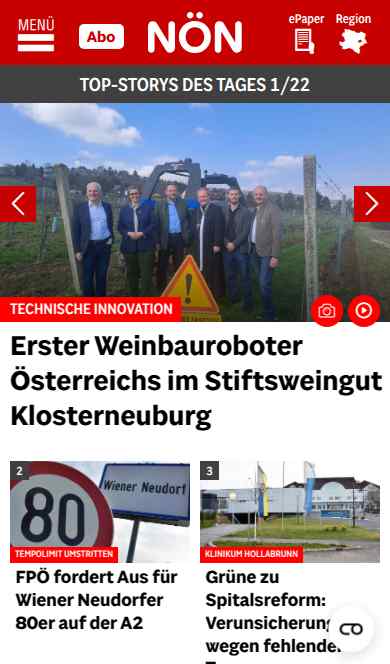 MENÜ
Abo
NÖN
ePaper
Region
TOP-STORYS DES TAGES 1/22
TECHNISCHE INNOVATION
Erster Weinbauroboter
Österreichs im Stiftsweingut
Klosterneuburg
2
80
Wiener Neudorf
TEMPOLIMIT UMSTRITTEN
FPÖ fordert Aus für
Wiener Neudorfer
80er auf der A2
3
KLINIKUM HOLLABRUNN
Grüne zu
Spitalsreform:
Verunsicherung
wegen fehlender